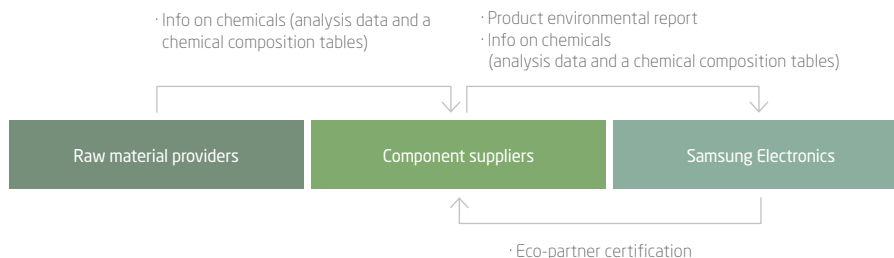 · Info on chemicals (analysis data and a
chemical composition tables)
· Product environmental report
· Info on chemicals
(analysis data and a chemical composition tables)
Raw material providers
Component suppliers
Samsung Electronics
· Eco-partner certification